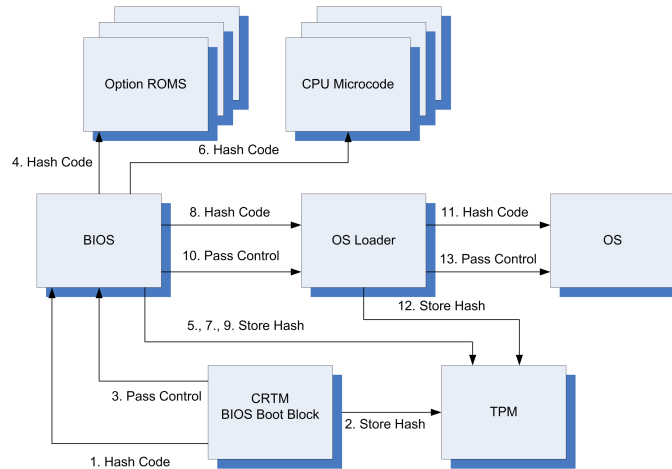 Option ROMS
CPU Microcode
4. Hash Code
6. Hash Code
BIOS
8. Hash Code
10. Pass Control
OS Loader
11. Hash Code
13. Pass Control
OS
5., 7., 9. Store Hash
12. Store Hash
3. Pass Control
CRTM
BIOS Boot Block
2. Store Hash
TPM
1. Hash Code